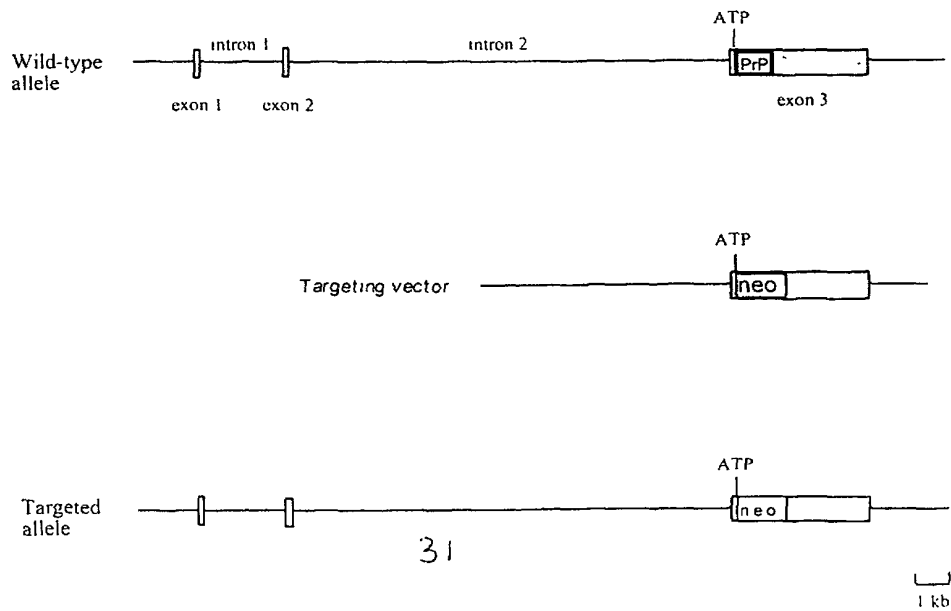 ATP
intron 1
intron 2
Wild-type
allele
PrP
exon 1
exon 2
exon 3
ATP
Targeting vector
neo
ATP
Targeted
allele
neo
31
1 kb